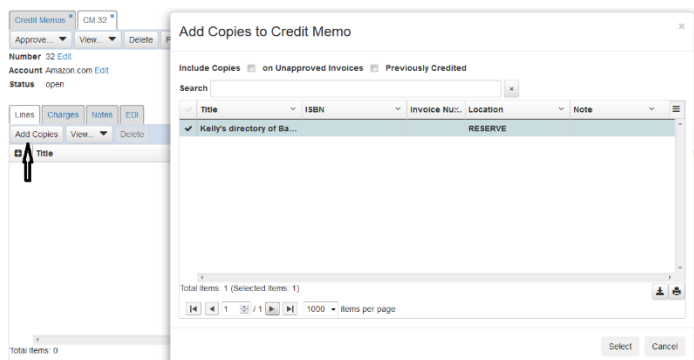 Credit Memos * CM 32 *
Approve... View... Delete
Number 32 Edit
Account Amazon.com Edit
Status open
Lines Charges Notes EDI
Add Copies View... Delete
Title
Total Items: 0
Add Copies to Credit Memo ×
Include Copies on Unapproved Invoices Previously Credited
Search ×
Title ISBN Invoice Nu... Location Note
Kelly's directory of Ba... RESERVE
Total Items: 1 (Selected Items: 1)
1 / 1 1000 items per page
Select Cancel